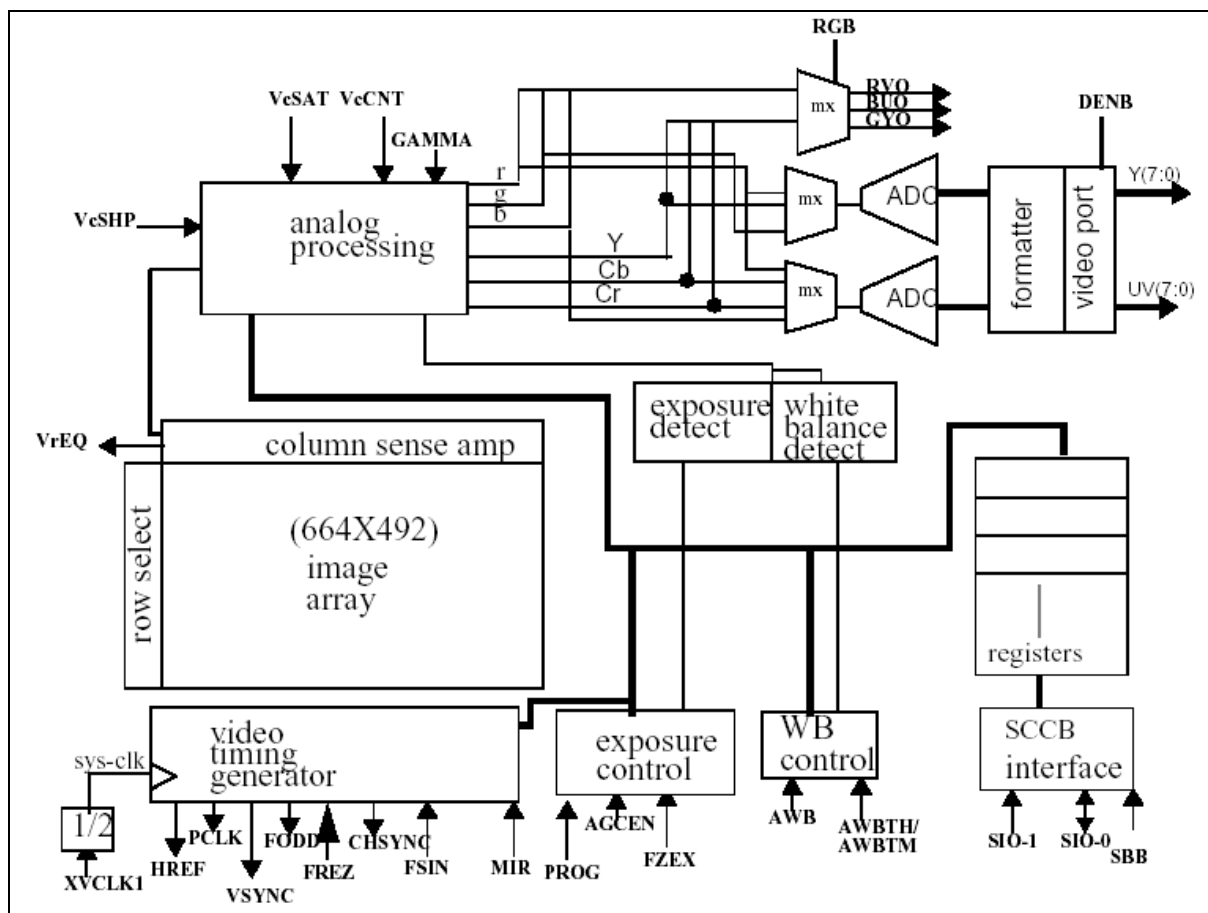 RGB
VcSAT VcCNT
GAMMA
mx
RVO
BUO
GYO
DENB
VcSHP
analog
processing
r
g
b
Y
Cb
Cr
mx
ADC
mx
ADC
formatter
video port
Y(7:0)
UV(7:0)
exposure
detect
white
balance
detect
VrEQ
column sense amp
row select
(664X492)
image
array
registers
sys-clk
video
timing
generator
exposure
control
WB
control
SCCB
interface
1/2
XVCLK1
HREF
PCLK
VSYNC
FODD
FREZ
CHSYNC
FSIN
MIR
PROG
AGCEN
FZEX
AWB
AWBTH/
AWBTM
SIO-1
SIO-0
SBB